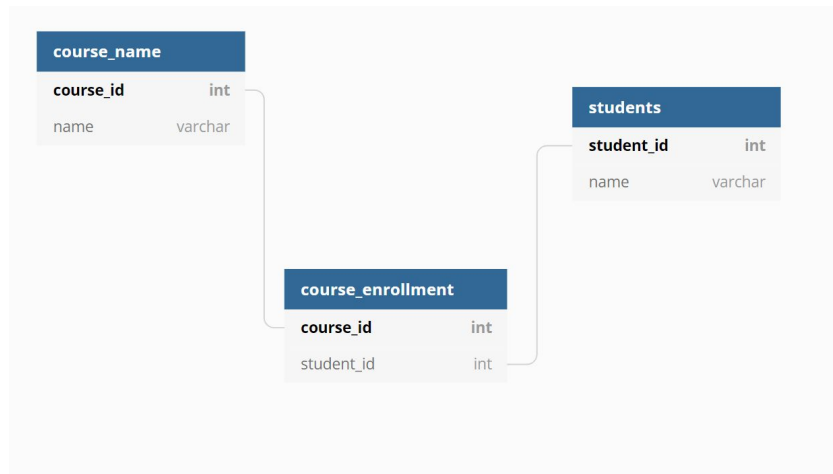 course_name
course_id int
name varchar
students
student_id int
name varchar
course_enrollment
course_id int
student_id int